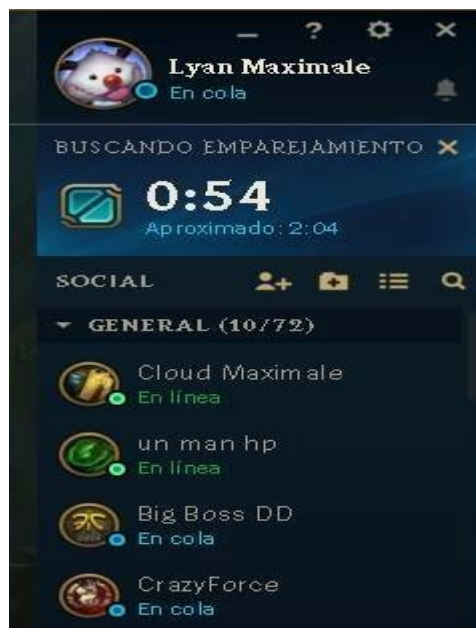 Lyan Maximale
En cola
BUSCANDO EMPAREJAMIENTO
0:54
Aproximado: 2:04
SOCIAL
GENERAL (10/72)
Cloud Maximale
En línea
un man hp
En línea
Big Boss DD
En cola
CrazyForce
En cola